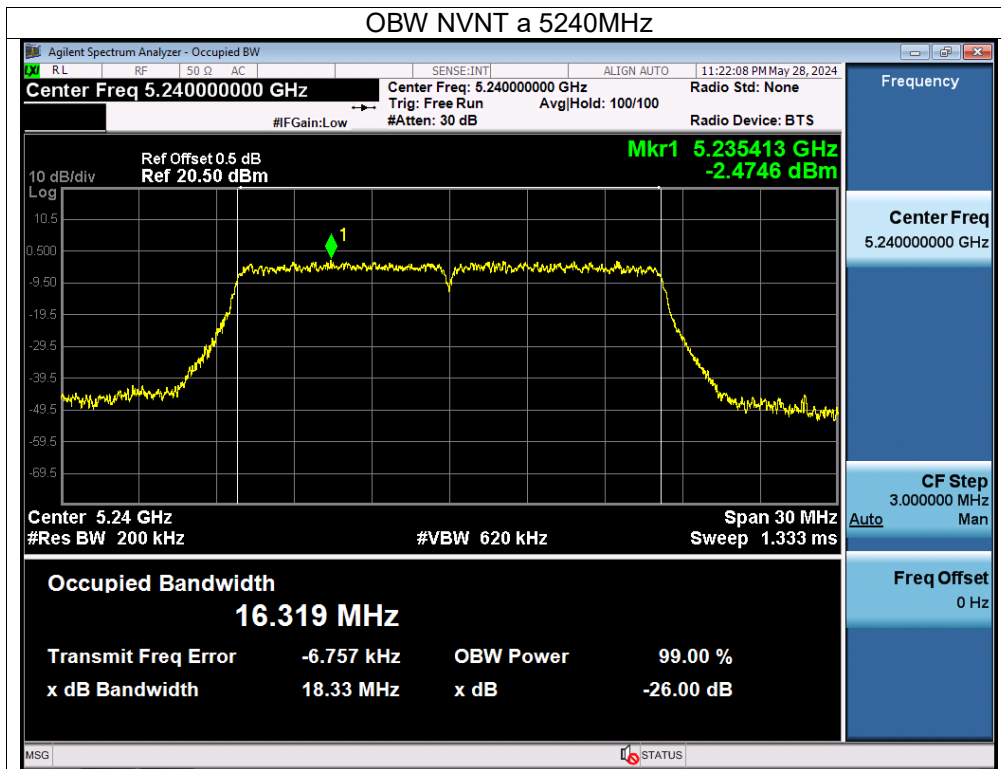 OBW NVNT a 5240MHz
Agilent Spectrum Analyzer - Occupied BW
LXI RL RF 50 Ω AC SENSE:INT ALIGN AUTO 11:22:08 PM May 28, 2024
Center Freq 5.240000000 GHz
Center Freq: 5.240000000 GHz Radio Std: None
Trig: Free Run Avg|Hold: 100/100
#IFGain:Low #Atten: 30 dB Radio Device: BTS
Mkr1 5.235413 GHz
-2.4746 dBm
Ref Offset 0.5 dB
10 dB/div Ref 20.50 dBm
Log
10.5
1
0.500
-9.50
-19.5
-29.5
-39.5
-49.5
-59.5
-69.5
Center 5.24 GHz Span 30 MHz
#Res BW 200 kHz #VBW 620 kHz Sweep 1.333 ms
Occupied Bandwidth
16.319 MHz
Transmit Freq Error -6.757 kHz OBW Power 99.00 %
x dB Bandwidth 18.33 MHz x dB -26.00 dB
MSG STATUS
Frequency
Center Freq
5.240000000 GHz
CF Step
3.000000 MHz
Auto Man
Freq Offset
0 Hz